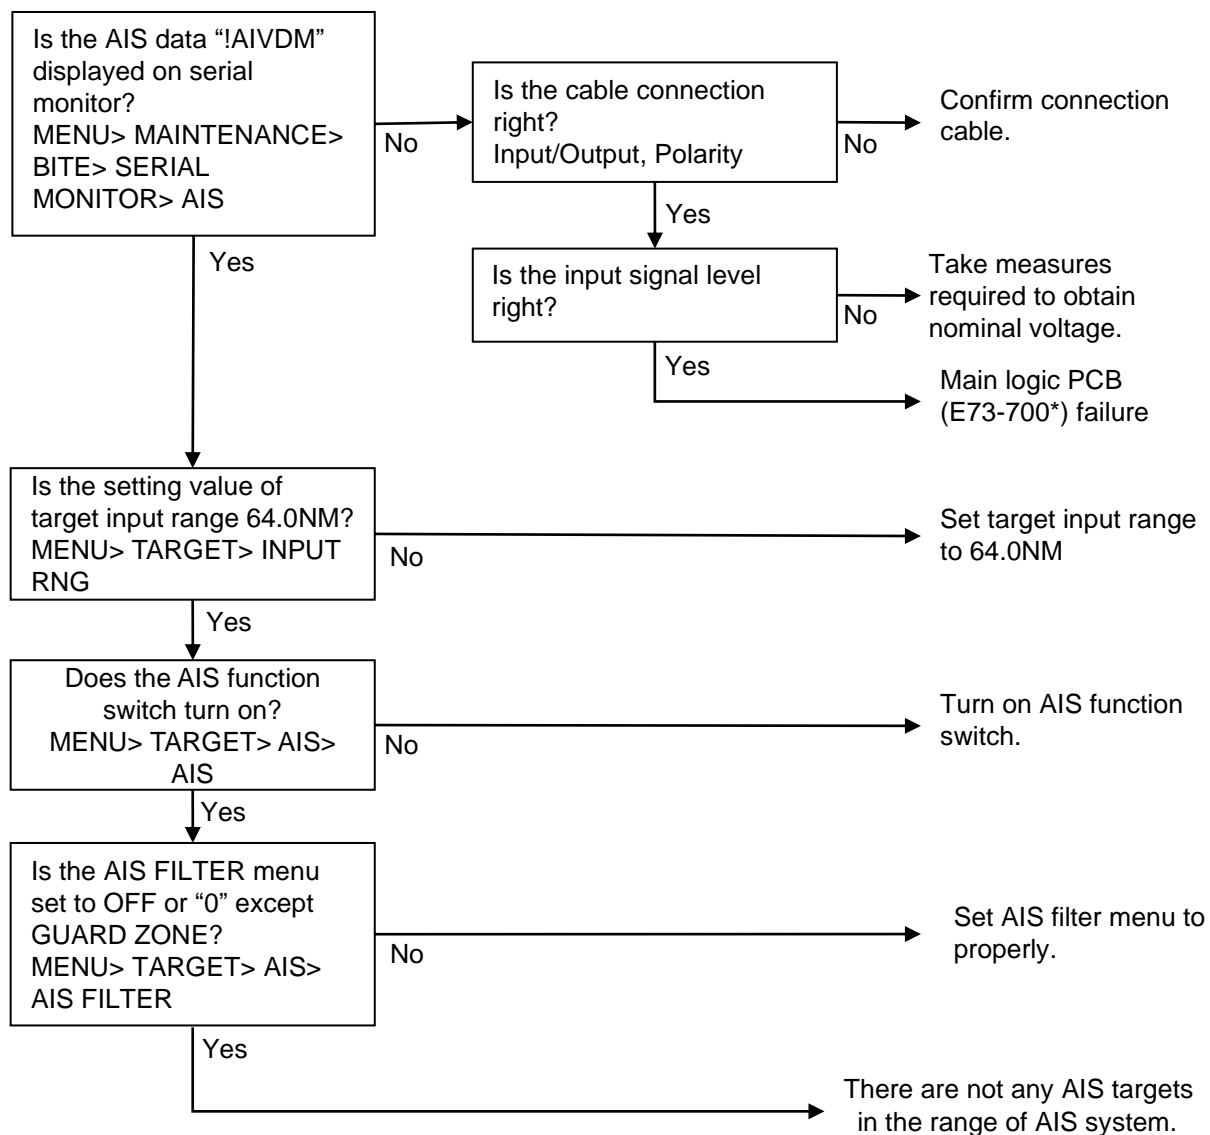 Is the AIS data “!AIVDM”
displayed on serial
monitor?
MENU> MAINTENANCE>
BITE> SERIAL
MONITOR> AIS
No
Is the cable connection
right?
Input/Output, Polarity
No
Confirm connection
cable.
Yes
Yes
Is the input signal level
right?
No
Take measures
required to obtain
nominal voltage.
Yes
Main logic PCB
(E73-700*) failure
Is the setting value of
target input range 64.0NM?
MENU> TARGET> INPUT
RNG
No
Set target input range
to 64.0NM
Yes
Does the AIS function
switch turn on?
MENU> TARGET> AIS>
AIS
No
Turn on AIS function
switch.
Yes
Is the AIS FILTER menu
set to OFF or “0” except
GUARD ZONE?
MENU> TARGET> AIS>
AIS FILTER
No
Set AIS filter menu to
properly.
Yes
There are not any AIS targets
in the range of AIS system.